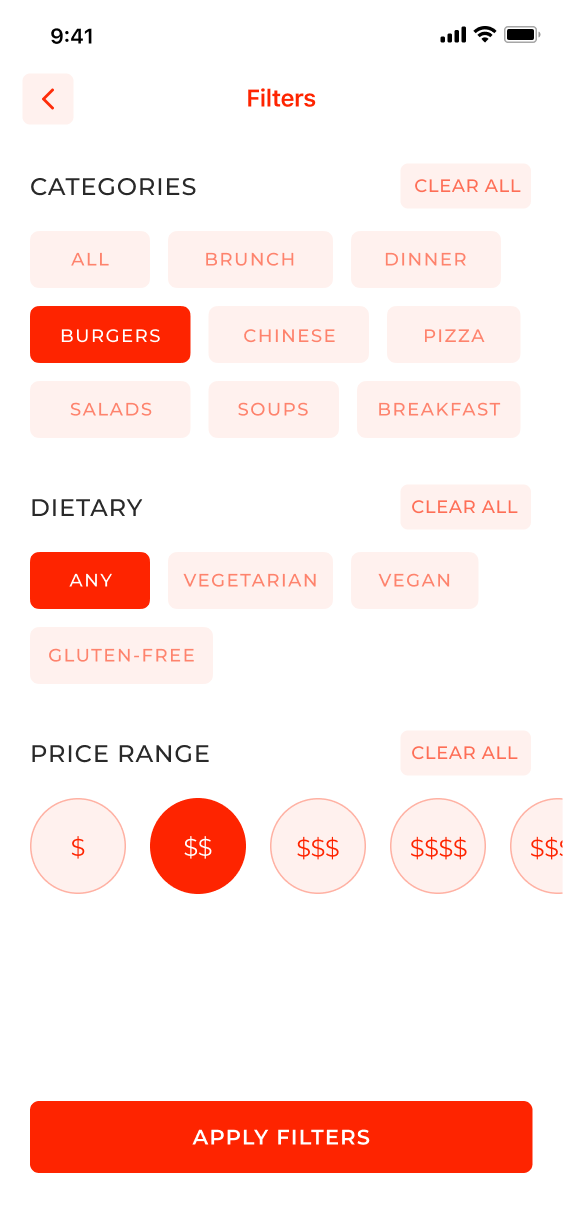 9:41
Filters
CATEGORIES CLEAR ALL
ALL BRUNCH DINNER
BURGERS CHINESE PIZZA
SALADS SOUPS BREAKFAST
DIETARY CLEAR ALL
ANY VEGETARIAN VEGAN
GLUTEN-FREE
PRICE RANGE CLEAR ALL
$ $$ $$$ $$$$
APPLY FILTERS